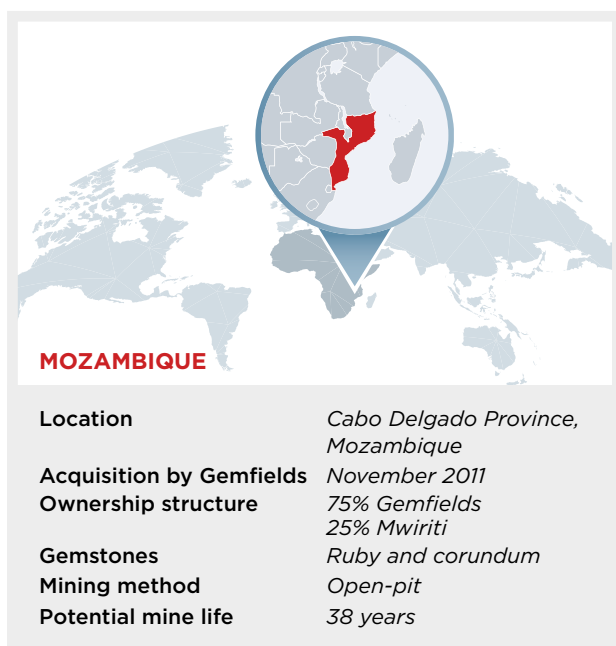 MOZAMBIQUE
Location Cabo Delgado Province,
Mozambique
Acquisition by Gemfields November 2011
Ownership structure 75% Gemfields
25% Mwiriti
Gemstones Ruby and corundum
Mining method Open-pit
Potential mine life 38 years